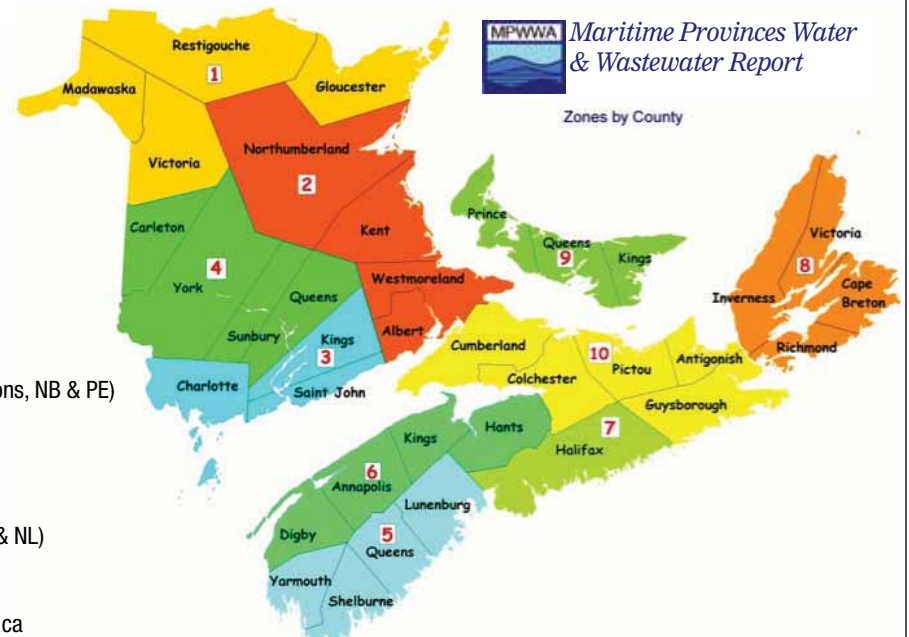 MPWWA
Maritime Provinces Water
& Wastewater Report
Zones by County
Restigouche
1
Madawaska
Gloucester
Victoria
Northumberland
2
Kent
Westmoreland
Albert
Carleton
4
York
Queens
Sunbury
Kings
3
Charlotte
Saint John
Prince
Queens
9
Kings
Victoria
8
Cape
Breton
Inverness
Richmond
Cumberland
10
Pictou
Antigonish
Colchester
Guysborough
7
Halifax
Hants
Kings
6
Annapolis
Digby
Lunenburg
5
Queens
Yarmouth
Shelburne
ons, NB & PE)
& NL)
ca